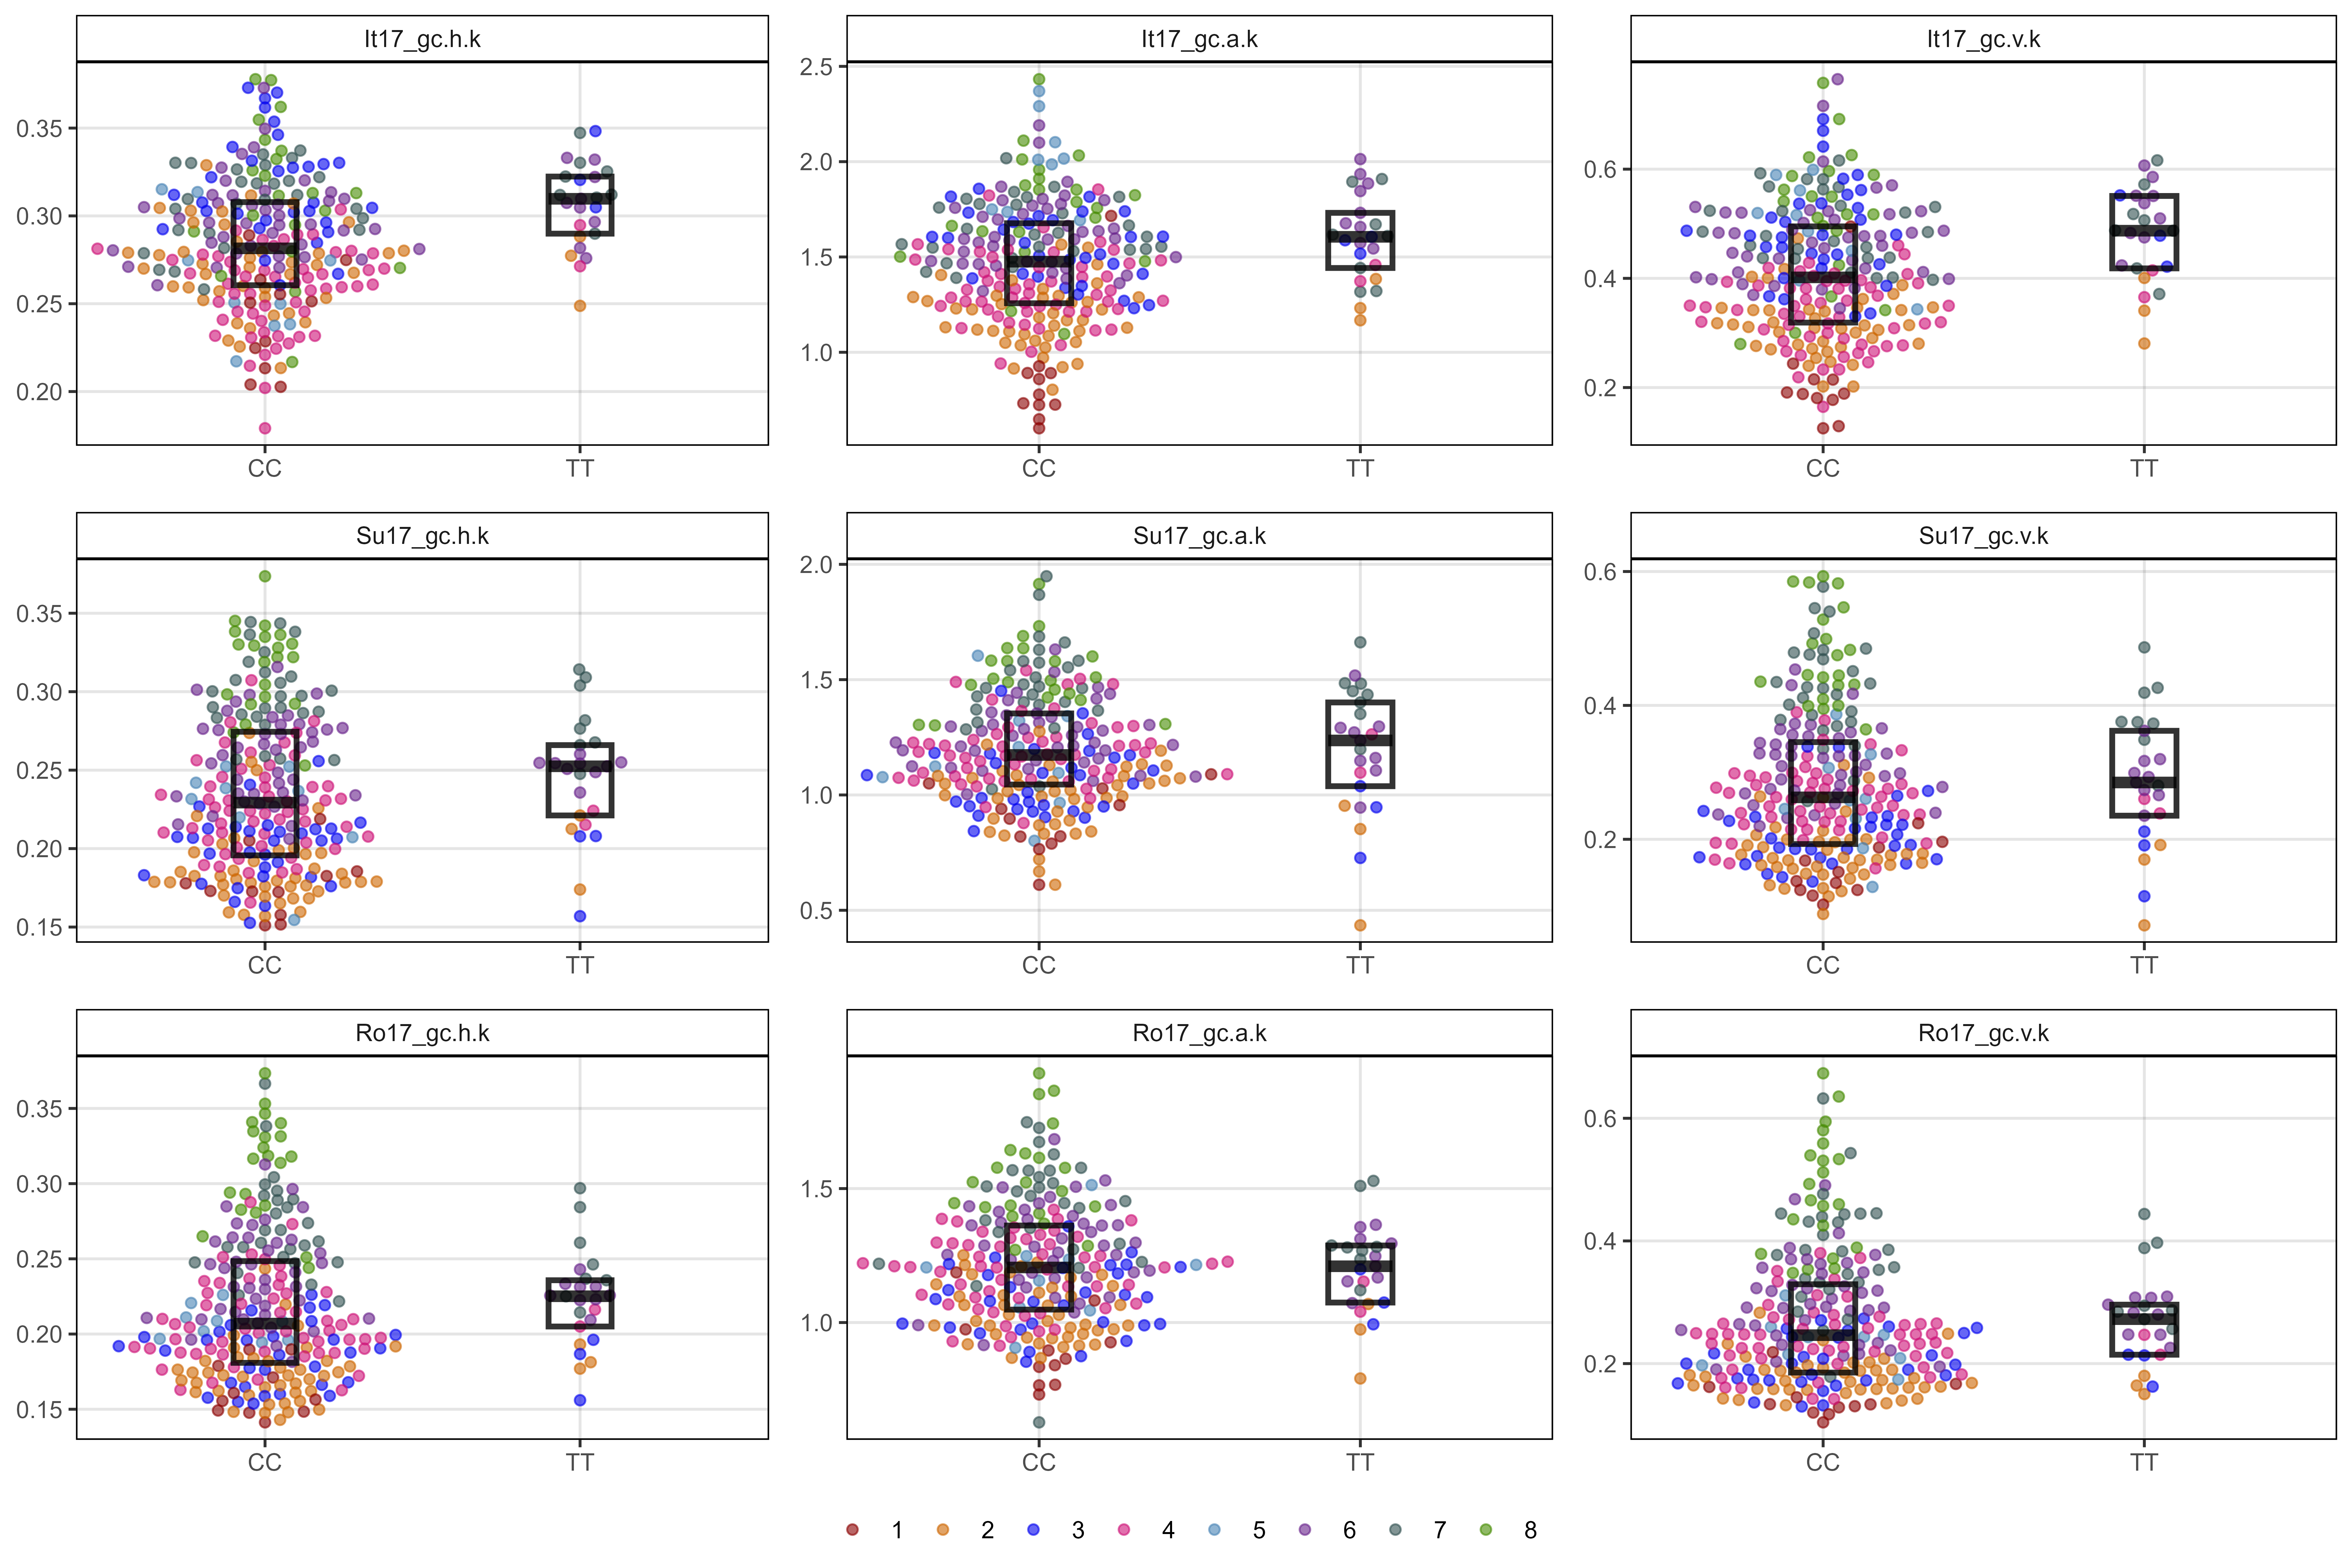 It17_gc.h.k It17_gc.a.k It17_gc.v.k
0.35
0.30
0.25
0.20
CC TT
2.5
2.0
1.5
1.0
CC TT
0.6
0.4
0.2
CC TT
Su17_gc.h.k Su17_gc.a.k Su17_gc.v.k
0.35
0.30
0.25
0.20
0.15
CC TT
2.0
1.5
1.0
0.5
CC TT
0.6
0.4
0.2
CC TT
Ro17_gc.h.k Ro17_gc.a.k Ro17_gc.v.k
0.35
0.30
0.25
0.20
0.15
CC TT
1.5
1.0
CC TT
0.6
0.4
0.2
CC TT
1 2 3 4 5 6 7 8